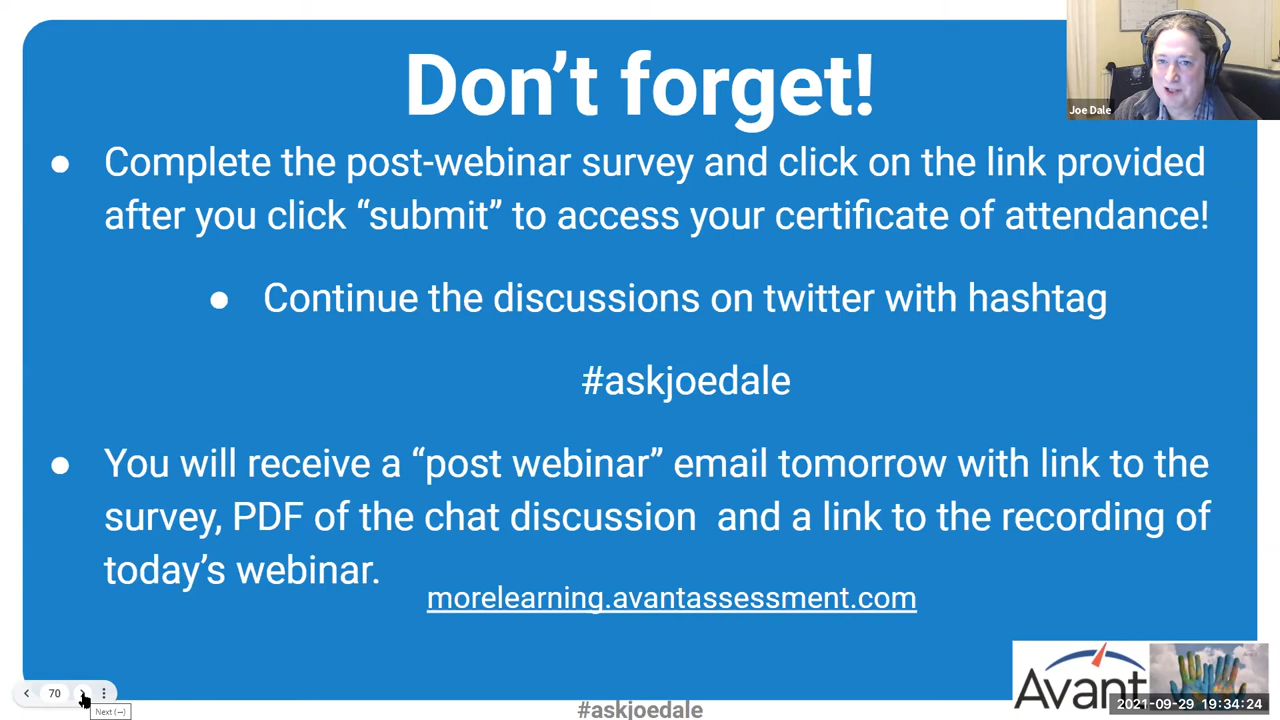 Don’t forget!
Joe Dale
● Complete the post-webinar survey and click on the link provided
after you click “submit” to access your certificate of attendance!
● Continue the discussions on twitter with hashtag
#askjoedale
● You will receive a “post webinar” email tomorrow with link to the
survey, PDF of the chat discussion and a link to the recording of
today’s webinar.
morelearning.avantassessment.com
Avant
2021-09-29 19:34:24
70
Next (→)
#askjoedale